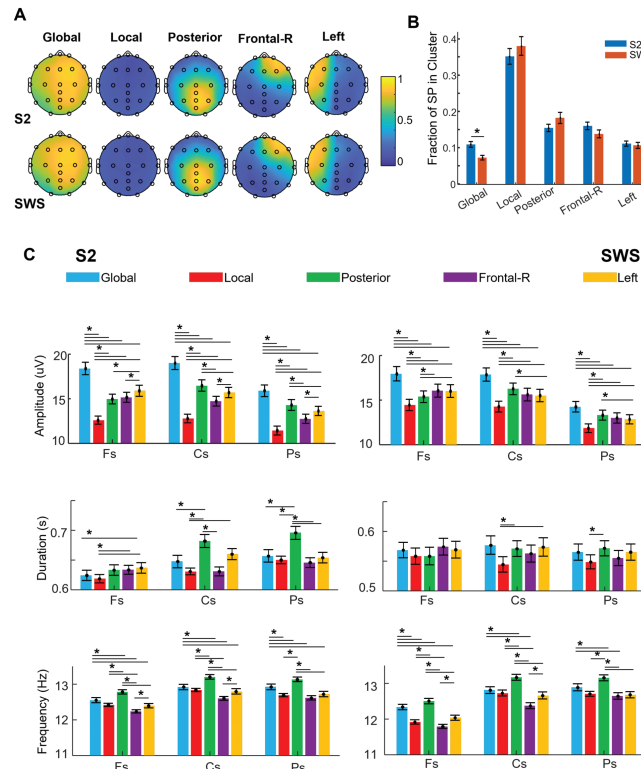 A
Global Local Posterior Frontal-R Left
S2
SWS
1
0.5
0
B
Fraction of SP in Cluster
0.4
0.3
0.2
0.1
0
*
S2
SW
Global
Local
Posterior
Frontal-R
Left
C S2 SWS
Global Local Posterior Frontal-R Left
Amplitude (uV)
18
15
11
* * * * * * * * * * *
Fs Cs Ps
20
15
10
* * * * * * * * *
Fs Cs Ps
Duration (s)
0.7
0.6
* * * * * * *
Fs Cs Ps
0.6
0.5
* *
Fs Cs Ps
Frequency (Hz)
13
12
11
* * * * * * * * * * *
Fs Cs Ps
13
12
11
* * * * * * * * * * *
Fs Cs Ps